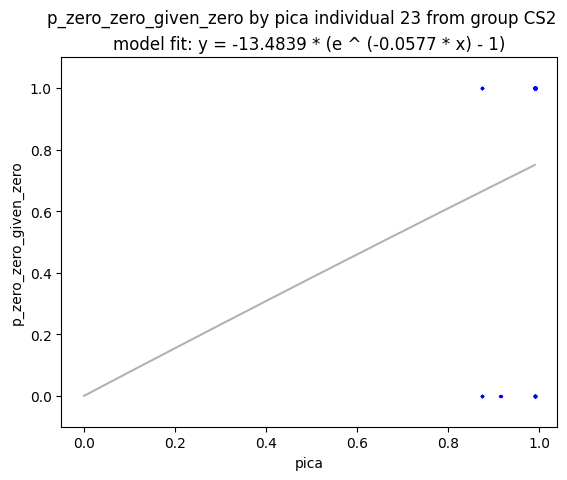 p_zero_zero_given_zero by pica individual 23 from group CS2
model fit: y = -13.4839 * (e ^ (-0.0577 * x) - 1)
1.0
0.8
0.6
0.4
0.2
0.0
p_zero_zero_given_zero
0.0 0.2 0.4 0.6 0.8 1.0
pica